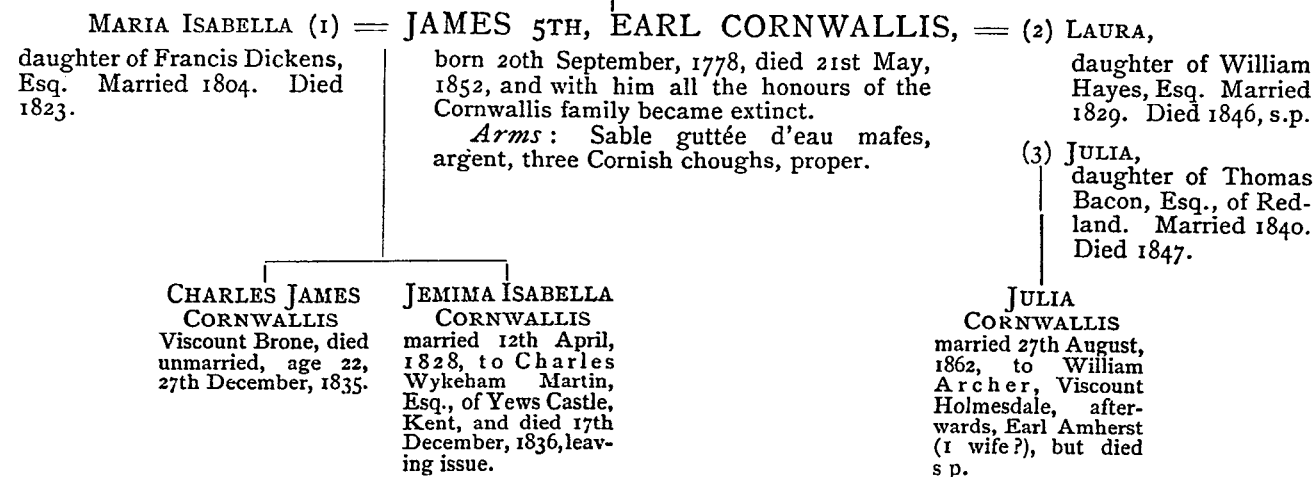 MARIA ISABELLA (1) = JAMES 5TH, EARL CORNWALLIS, = (2) LAURA,
daughter of Francis Dickens,
Esq. Married 1804. Died
1823.
born 20th September, 1778, died 21st May,
1852, and with him all the honours of the
Cornwallis family became extinct.
Arms : Sable guttée d'eau mafes,
argent, three Cornish choughs, proper.
daughter of William
Hayes, Esq. Married
1829. Died 1846, s.p.
(3) JULIA,
daughter of Thomas
Bacon, Esq., of Red-
land. Married 1840.
Died 1847.
CHARLES JAMES
CORNWALLIS
Viscount Brone, died
unmarried, age 22,
27th December, 1835.
JEMIMA ISABELLA
CORNWALLIS
married 12th April,
1828, to Charles
Wykeham Martin,
Esq., of Yews Castle,
Kent, and died 17th
December, 1836, leav-
ing issue.
JULIA
CORNWALLIS
married 27th August,
1862, to William
Archer, Viscount
Holmesdale, after-
wards, Earl Amherst
(1 wife?), but died
s p.